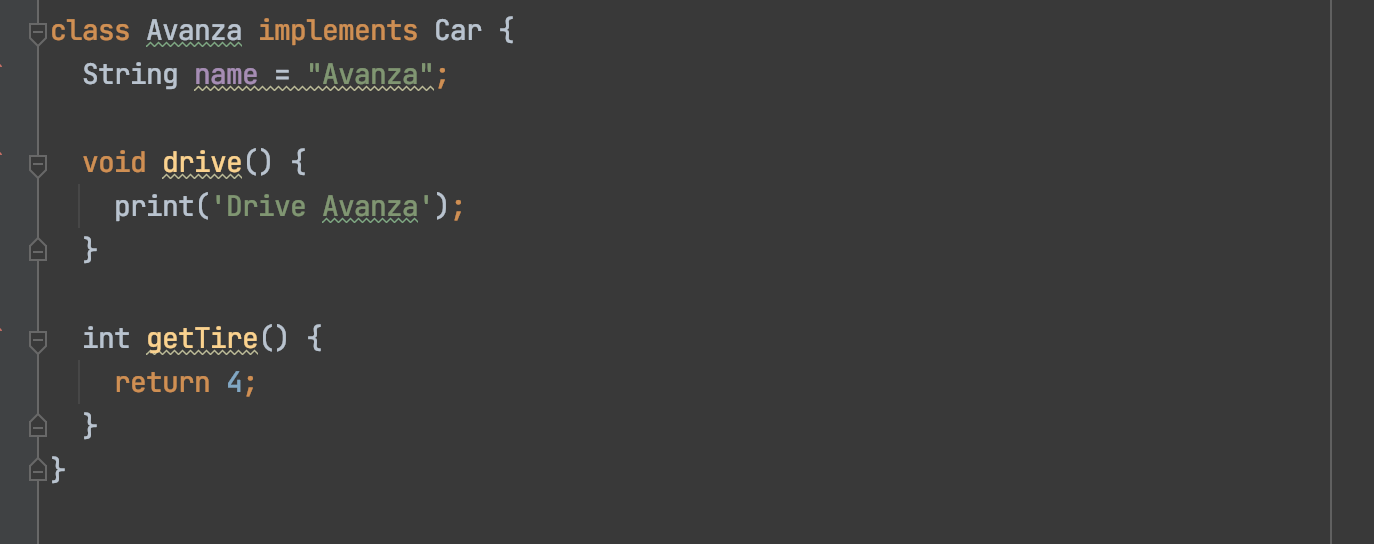 class Avanza implements Car {
  String name = "Avanza";
  void drive() {
    print('Drive Avanza');
  }
  int getTire() {
    return 4;
  }
}